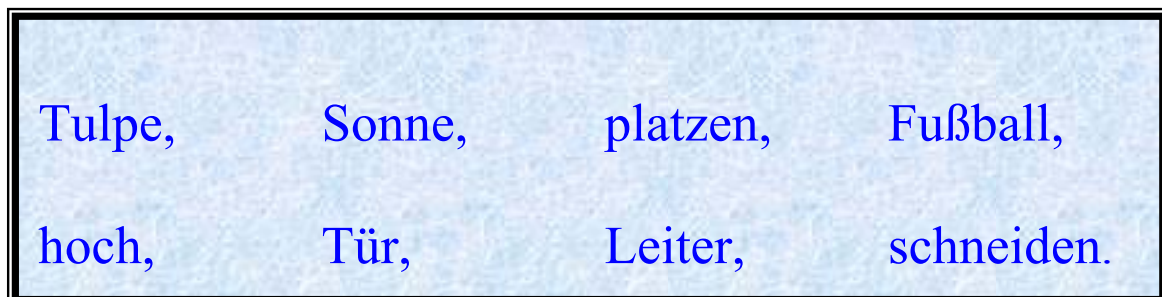 Tulpe, Sonne, platzen, Fußball,
hoch, Tür, Leiter, schneiden.